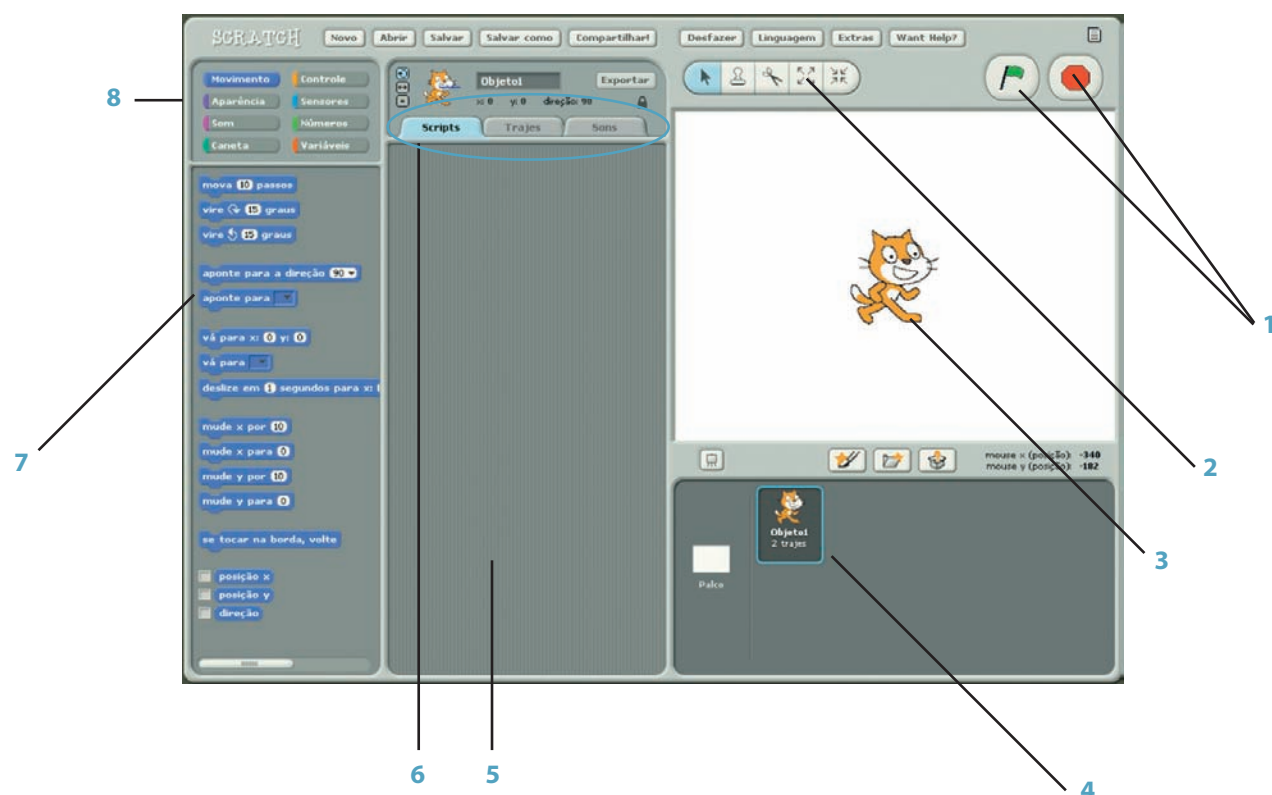 SCRATCH Novo Abrir Salvar Salvar como Compartilhar! Desfazer Linguagem Extras Want Help?
Movimento Controle
Aparência Sensores
Som Números
Caneta Variáveis
Objeto1 Exportar
x: 0 y: 0 direção: 90
Scripts Trajes Sons
mova 10 passos
vire 15 graus
vire 15 graus
aponte para a direção 90
aponte para
vá para x: 0 y: 0
vá para
deslize em 1 segundos para x:
mude x por 10
mude x para 0
mude y por 10
mude y para 0
se tocar na borda, volte
posição x
posição y
direção
mouse x (posição): -340
mouse y (posição): -182
Objeto1
2 trajes
Palco
1
2
3
4
5
6
7
8